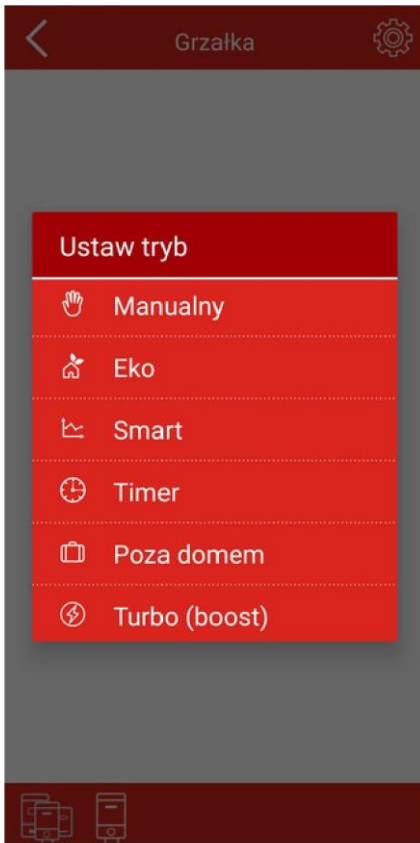 Grzałka
Ustaw tryb
Manualny
Eko
Smart
Timer
Poza domem
Turbo (boost)